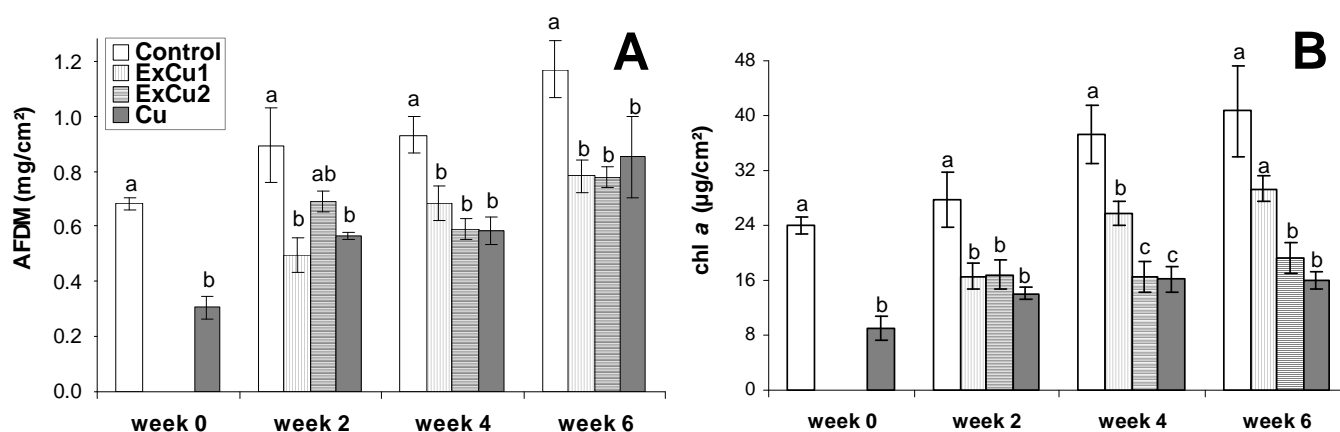 A
AFDM (mg/cm²)
Control
ExCu1
ExCu2
Cu
1.2
1.0
0.8
0.6
0.4
0.2
0.0
a
b
a
b
ab
b
a
b
b
b
a
b
b
b
week 0
week 2
week 4
week 6
B
chl a (µg/cm²)
48
40
32
24
16
8
0
a
b
a
b
b
b
a
b
c
c
a
a
b
b
week 0
week 2
week 4
week 6